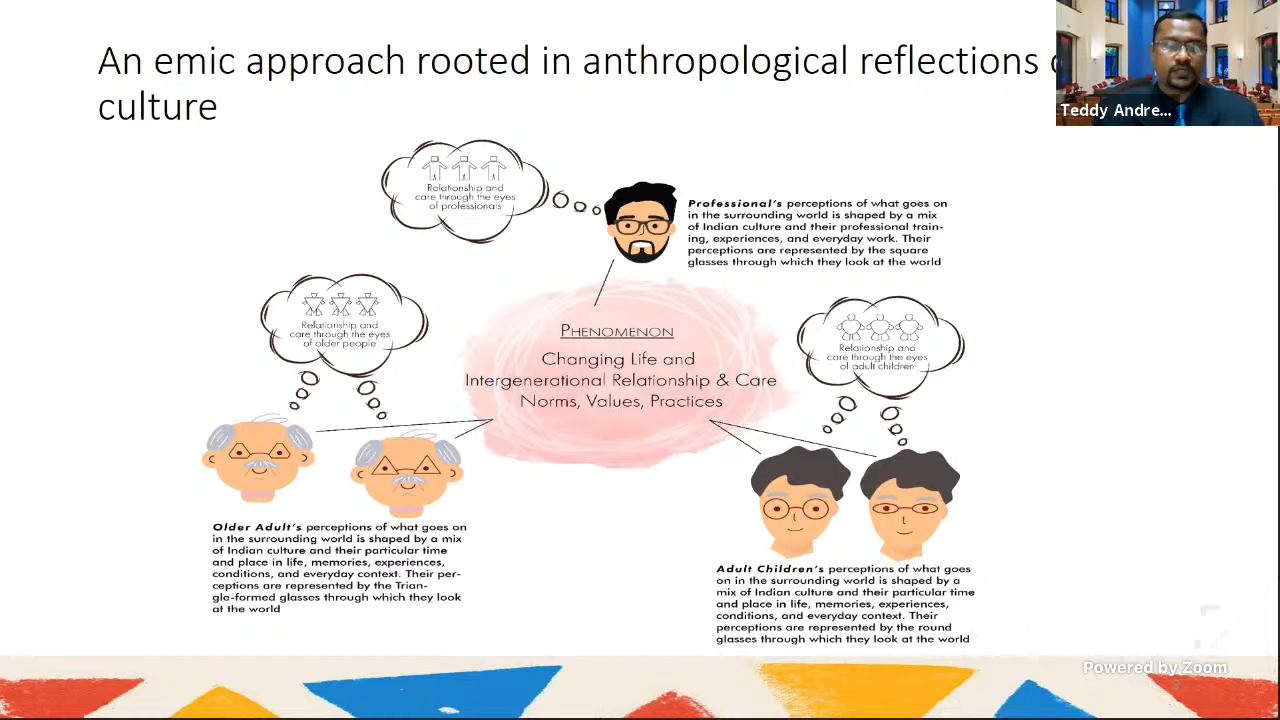 An emic approach rooted in anthropological reflections
culture
Teddy Andre...
Relationship and
care through the eyes
of professionals
Professional's perceptions of what goes on
in the surrounding world is shaped by a mix
of Indian culture and their professional train-
ing, experiences, and everyday work. Their
perceptions are represented by the square
glasses through which they look at the world
Relationship and
care through the eyes
of older people
PHENOMENON
Changing Life and
Intergenerational Relationship & Care
Norms, Values, Practices
Relationship and
care through the eyes
of adult children
Older Adult's perceptions of what goes on
in the surrounding world is shaped by a mix
of Indian culture and their particular time
and place in life, memories, experiences,
conditions, and everyday context. Their per-
ceptions are represented by the Trian-
gle-formed glasses through which they look
at the world
Adult Children's perceptions of what goes
on in the surrounding world is shaped by a
mix of Indian culture and their particular time
and place in life, memories, experiences,
conditions, and everyday context. Their
perceptions are represented by the round
glasses through which they look at the world
Powered by Zoom